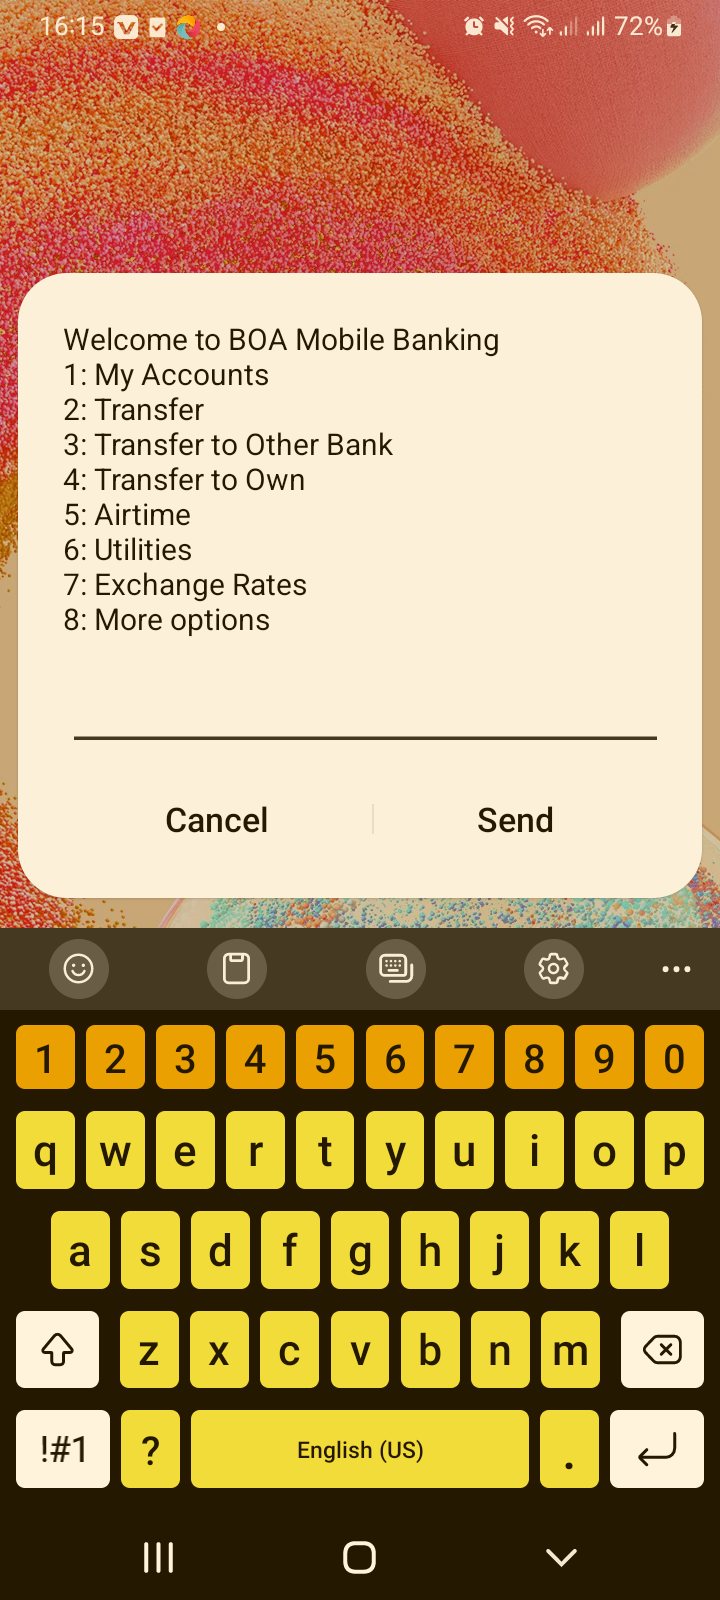 16:15
72%
Welcome to BOA Mobile Banking
1: My Accounts
2: Transfer
3: Transfer to Other Bank
4: Transfer to Own
5: Airtime
6: Utilities
7: Exchange Rates
8: More options
Cancel Send
1 2 3 4 5 6 7 8 9 0
q w e r t y u i o p
a s d f g h j k l
z x c v b n m
!#1 ? English (US) .